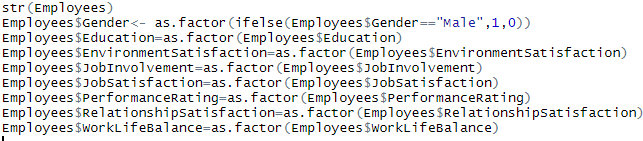 str(Employees)
Employees$Gender<- as.factor(ifelse(Employees$Gender=="Male",1,0))
Employees$Education=as.factor(Employees$Education)
Employees$EnvironmentSatisfaction=as.factor(Employees$EnvironmentSatisfaction)
Employees$JobInvolvement=as.factor(Employees$JobInvolvement)
Employees$JobSatisfaction=as.factor(Employees$JobSatisfaction)
Employees$PerformanceRating=as.factor(Employees$PerformanceRating)
Employees$RelationshipSatisfaction=as.factor(Employees$RelationshipSatisfaction)
Employees$WorkLifeBalance=as.factor(Employees$WorkLifeBalance)